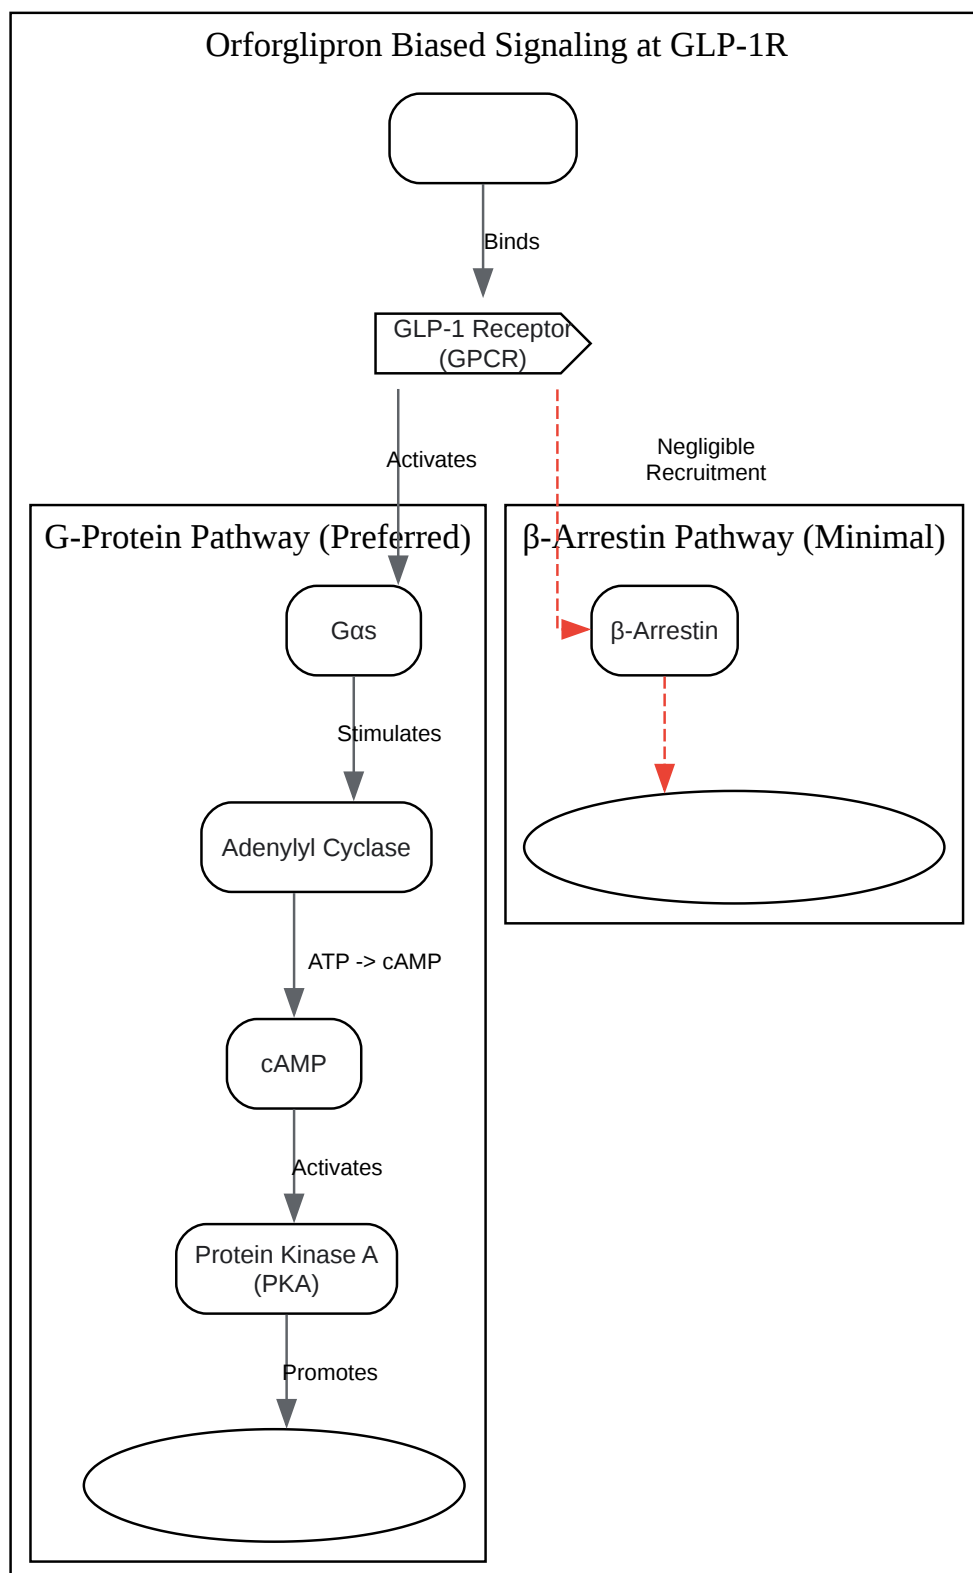 Orforglipron Biased Signaling at GLP-1R
Binds
GLP-1 Receptor
(GPCR)
Activates
Negligible
Recruitment
G-Protein Pathway (Preferred)
β-Arrestin Pathway (Minimal)
Gαs
β-Arrestin
Stimulates
Adenylyl Cyclase
ATP -> cAMP
cAMP
Activates
Protein Kinase A
(PKA)
Promotes